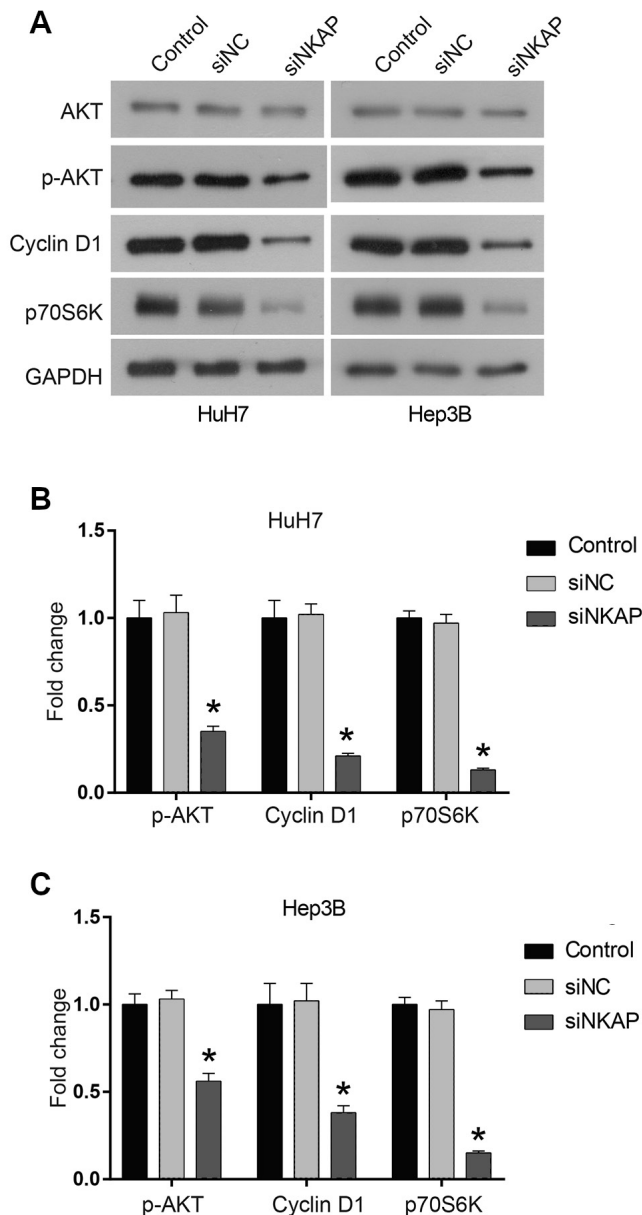 A
Control siNC siNKAP Control siNC siNKAP
AKT
p-AKT
Cyclin D1
p70S6K
GAPDH
HuH7 Hep3B
B
HuH7
Fold change
1.5
1.0
0.5
0.0
* * *
p-AKT Cyclin D1 p70S6K
Control
siNC
siNKAP
C
Hep3B
Fold change
1.5
1.0
0.5
0.0
* * *
p-AKT Cyclin D1 p70S6K
Control
siNC
siNKAP